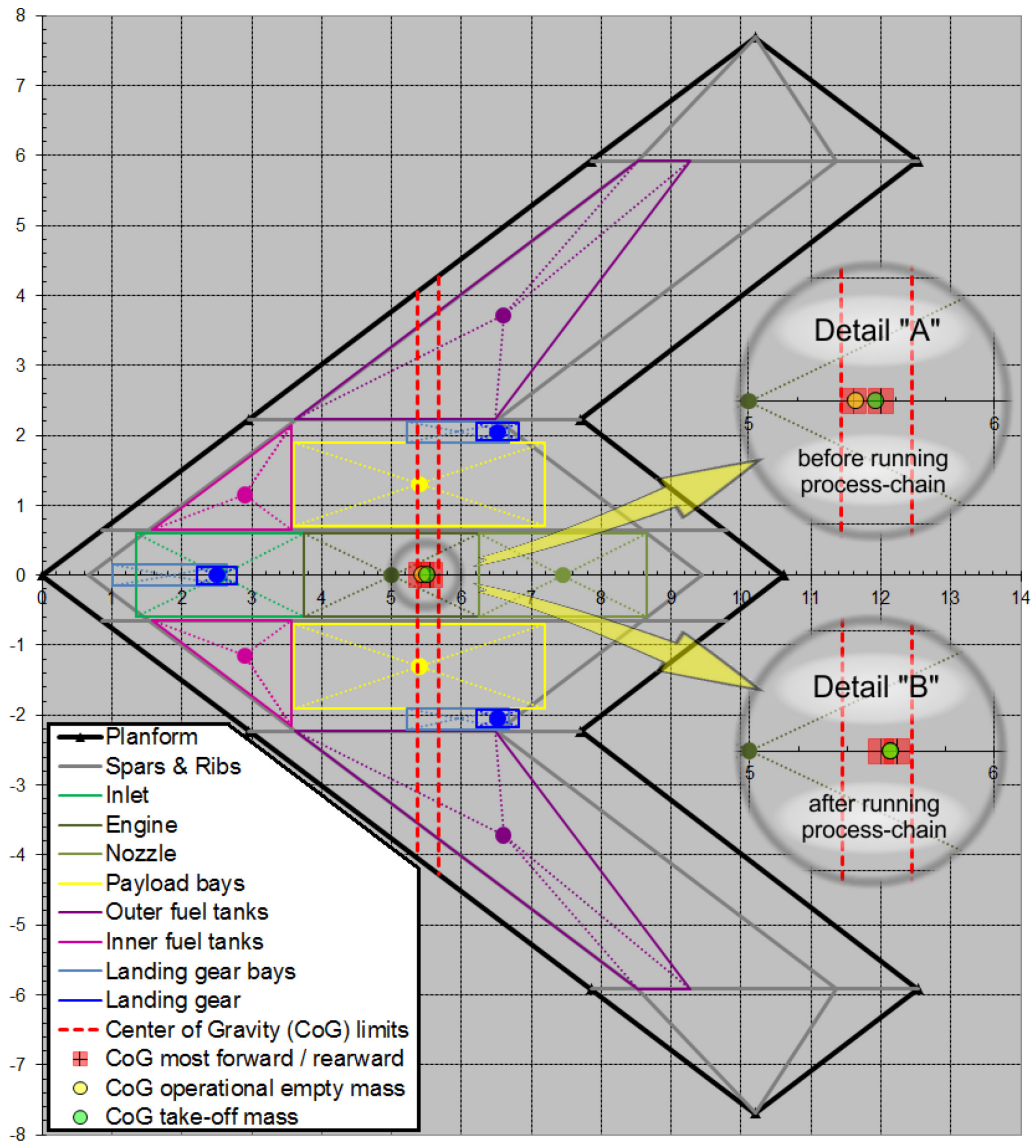 8
7
6
5
4
3
2
1
0
-1
-2
-3
-4
-5
-6
-7
-8
0 1 2 3 4 5 6 7 8 9 10 11 12 13 14
Detail "A"
5 6
before running
process-chain
Detail "B"
5 6
after running
process-chain
Planform
Spars & Ribs
Inlet
Engine
Nozzle
Payload bays
Outer fuel tanks
Inner fuel tanks
Landing gear bays
Landing gear
Center of Gravity (CoG) limits
CoG most forward / rearward
CoG operational empty mass
CoG take-off mass